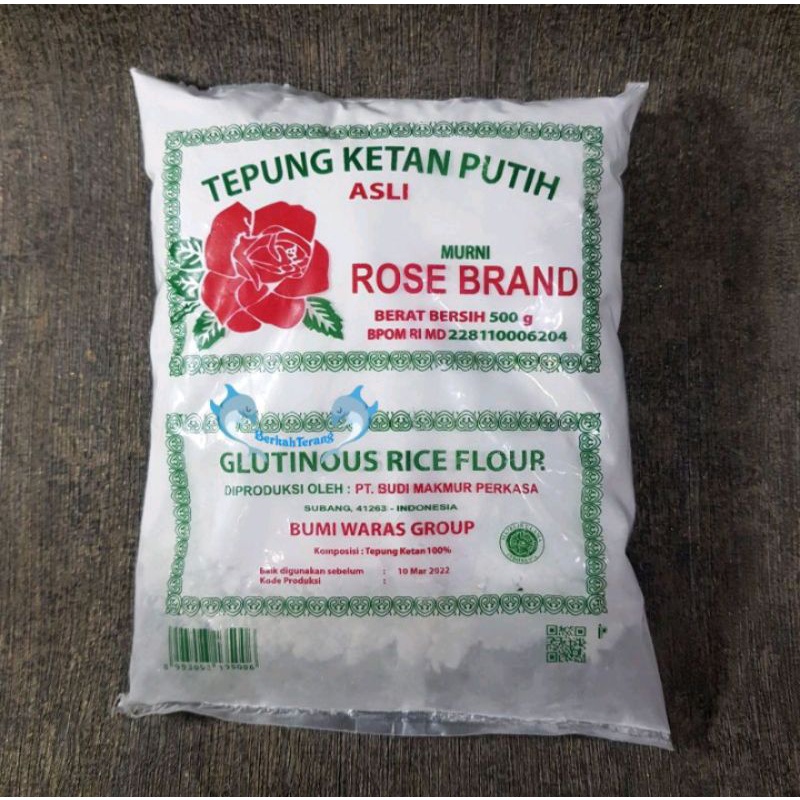 TEPUNG KETAN PUTIH
ASLI
MURNI
ROSE BRAND
BERAT BERSIH 500 g
BPOM RI MD 228110006204
BerkahTerang
GLUTINOUS RICE FLOUR
DIPRODUKSI OLEH : PT. BUDI MAKMUR PERKASA
SUBANG, 41263 - INDONESIA
BUMI WARAS GROUP
Komposisi : Tepung Ketan 100%
Baik digunakan sebelum : 10 Mar 2022
Kode Produksi :